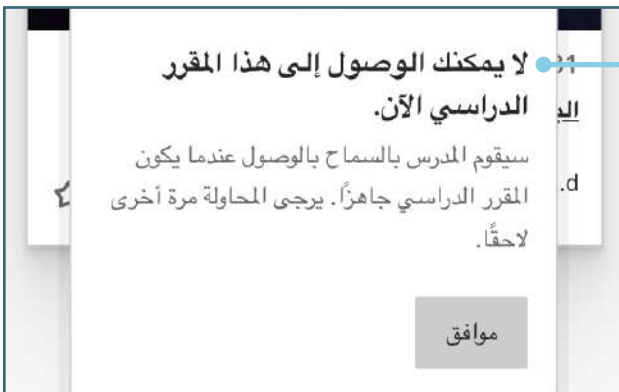 لا يمكنك الوصول إلى هذا المقرر
الدراسي الآن.
سيقوم المدرس بالسماح بالوصول عندما يكون
المقرر الدراسي جاهزًا. يرجى المحاولة مرة أخرى
لاحقًا.
موافق